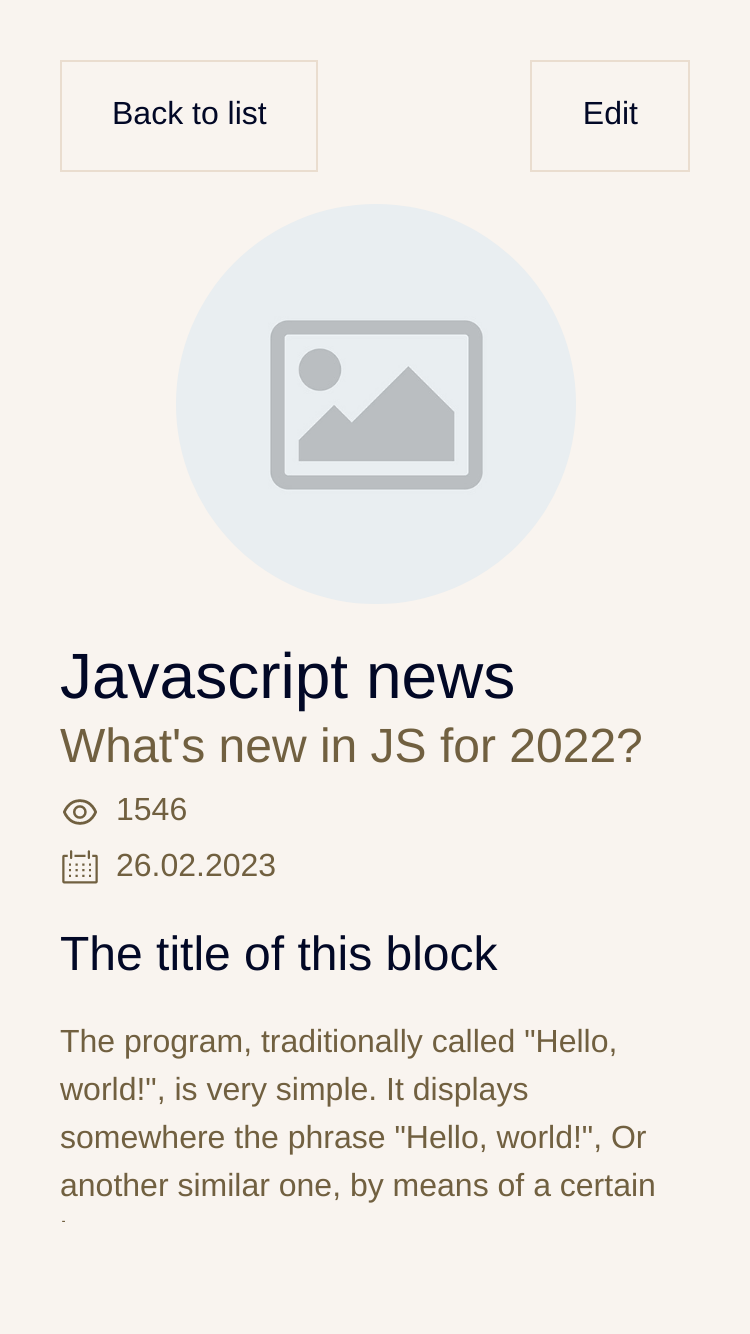 Back to list
Edit
Javascript news
What's new in JS for 2022?
1546
26.02.2023
The title of this block
The program, traditionally called "Hello,
world!", is very simple. It displays
somewhere the phrase "Hello, world!", Or
another similar one, by means of a certain